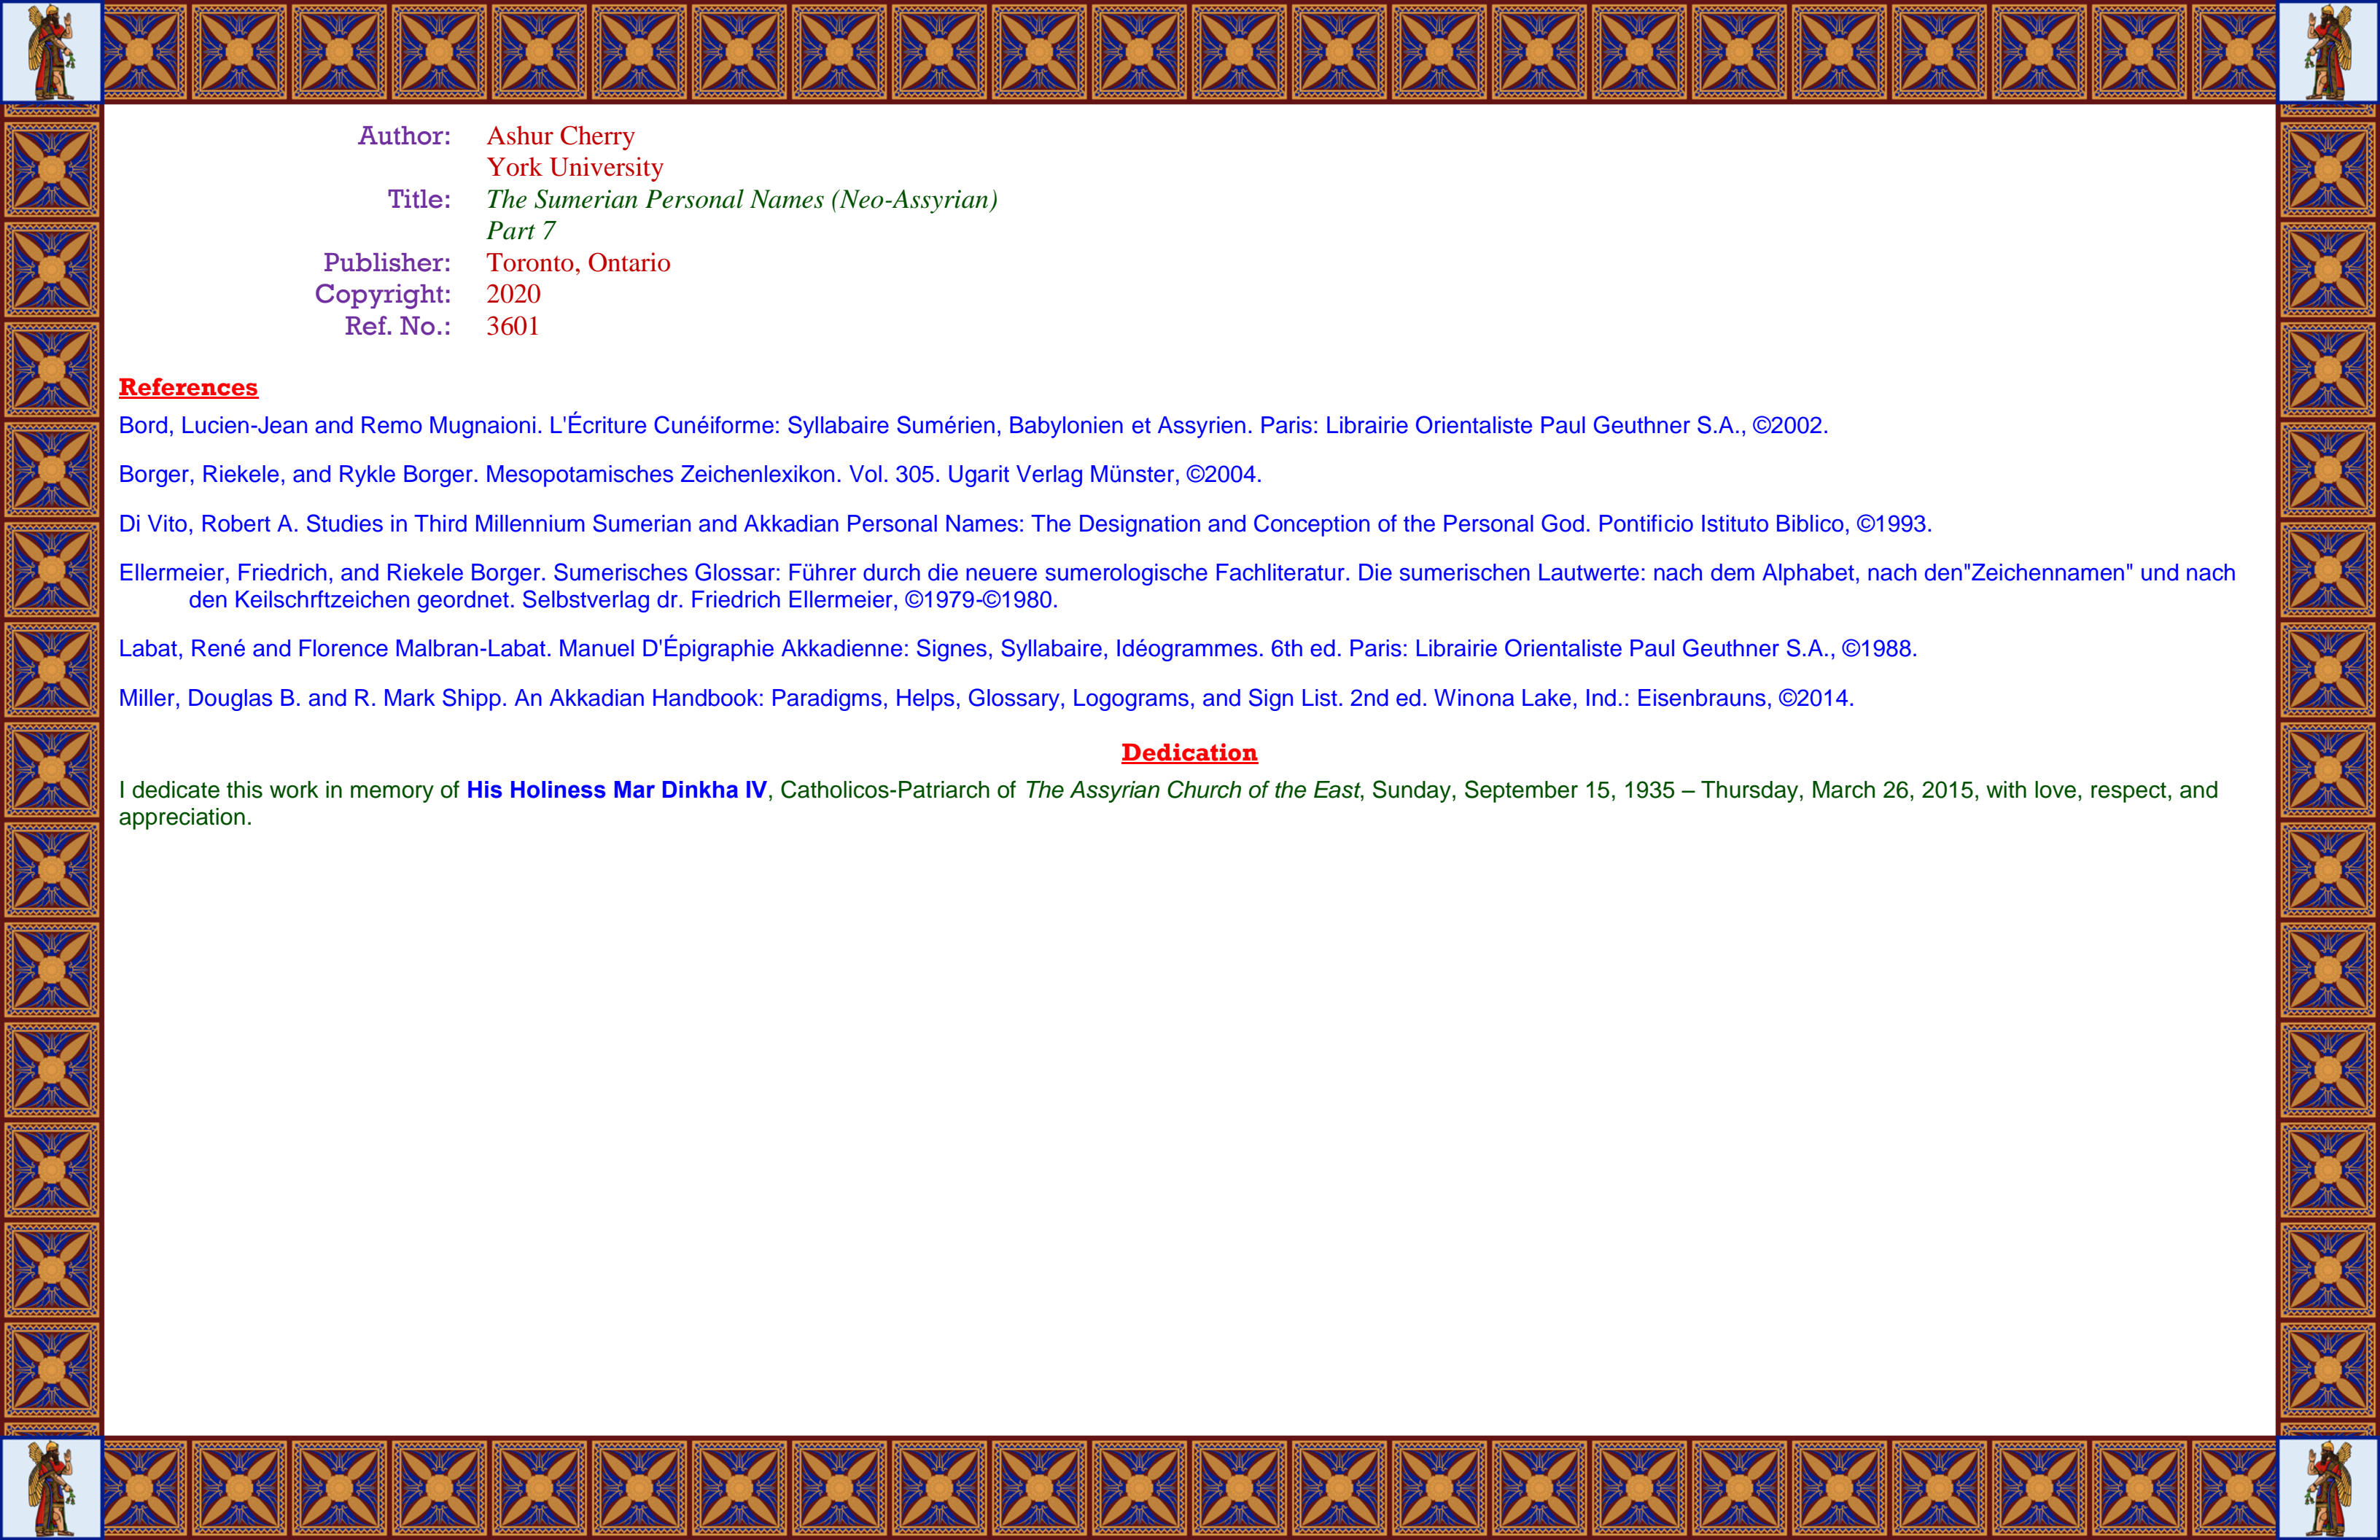 Author: Ashur Cherry
York University
Title: The Sumerian Personal Names (Neo-Assyrian)
Part 7
Publisher: Toronto, Ontario
Copyright: 2020
Ref. No.: 3601
References
Bord, Lucien-Jean and Remo Mugnaioni. L'Écriture Cunéiforme: Syllabaire Sumérien, Babylonien et Assyrien. Paris: Librairie Orientaliste Paul Geuthner S.A., ©2002.
Borger, Riekele, and Rykle Borger. Mesopotamisches Zeichenlexikon. Vol. 305. Ugarit Verlag Münster, ©2004.
Di Vito, Robert A. Studies in Third Millennium Sumerian and Akkadian Personal Names: The Designation and Conception of the Personal God. Pontificio Istituto Biblico, ©1993.
Ellermeier, Friedrich, and Riekele Borger. Sumerisches Glossar: Führer durch die neuere sumerologische Fachliteratur. Die sumerischen Lautwerte: nach dem Alphabet, nach den"Zeichennamen" und nach
den Keilschrftzeichen geordnet. Selbstverlag dr. Friedrich Ellermeier, ©1979-©1980.
Labat, René and Florence Malbran-Labat. Manuel D'Épigraphie Akkadienne: Signes, Syllabaire, Idéogrammes. 6th ed. Paris: Librairie Orientaliste Paul Geuthner S.A., ©1988.
Miller, Douglas B. and R. Mark Shipp. An Akkadian Handbook: Paradigms, Helps, Glossary, Logograms, and Sign List. 2nd ed. Winona Lake, Ind.: Eisenbrauns, ©2014.
Dedication
I dedicate this work in memory of His Holiness Mar Dinkha IV, Catholicos-Patriarch of The Assyrian Church of the East, Sunday, September 15, 1935 – Thursday, March 26, 2015, with love, respect, and
appreciation.